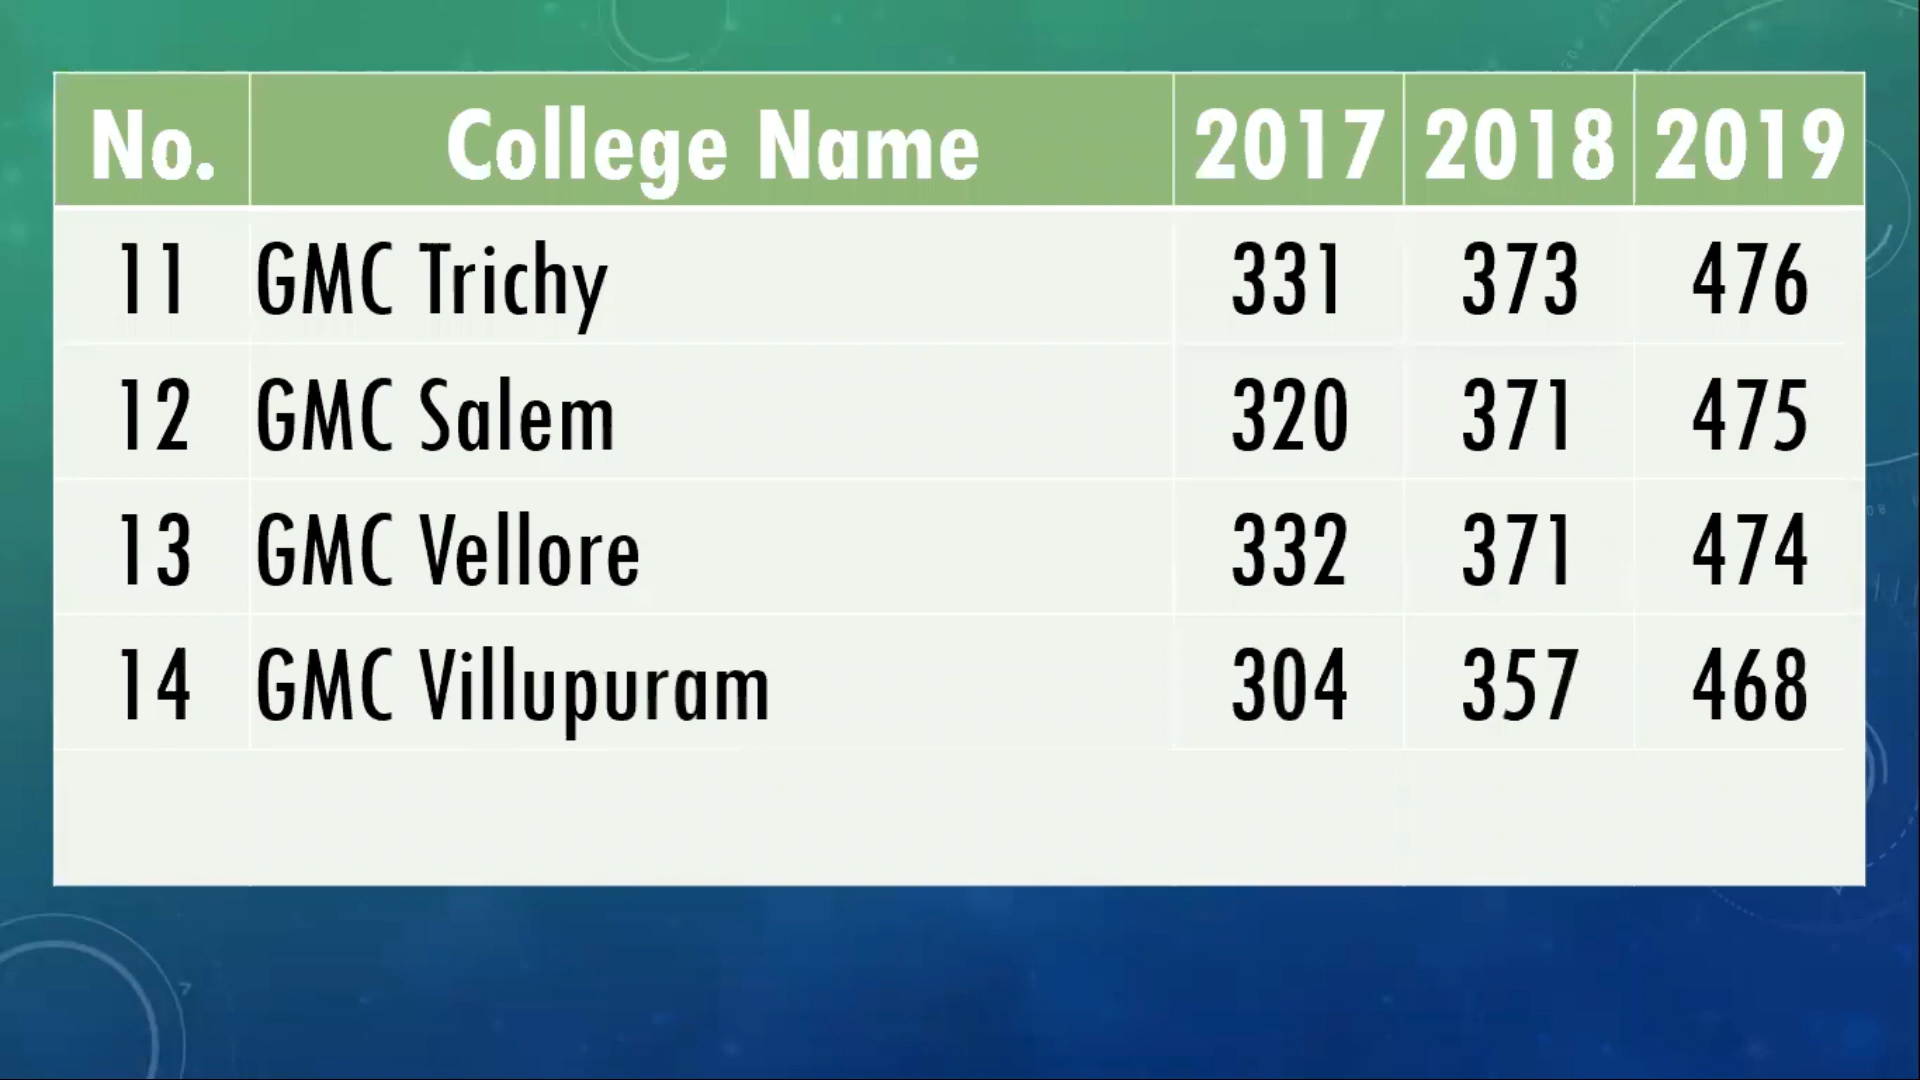 No. College Name 2017 2018 2019
11 GMC Trichy 331 373 476
12 GMC Salem 320 371 475
13 GMC Vellore 332 371 474
14 GMC Villupuram 304 357 468